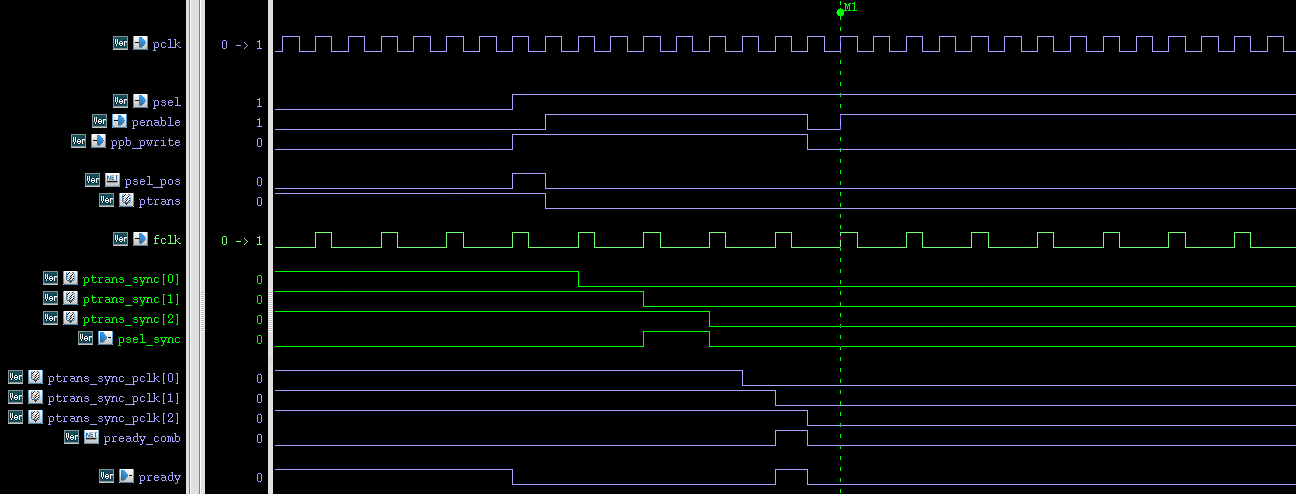 M1
Ver pclk 0 -> 1
Ver psel 1
Ver penable 1
Ver ppb_pwrite 0
Ver NET psel_pos 0
Ver ptrans 0
Ver fclk 0 -> 1
Ver ptrans_sync[0] 0
Ver ptrans_sync[1] 0
Ver ptrans_sync[2] 0
Ver psel_sync 0
Ver ptrans_sync_pclk[0] 0
Ver ptrans_sync_pclk[1] 0
Ver ptrans_sync_pclk[2] 0
Ver NET pready_comb 0
Ver pready 0